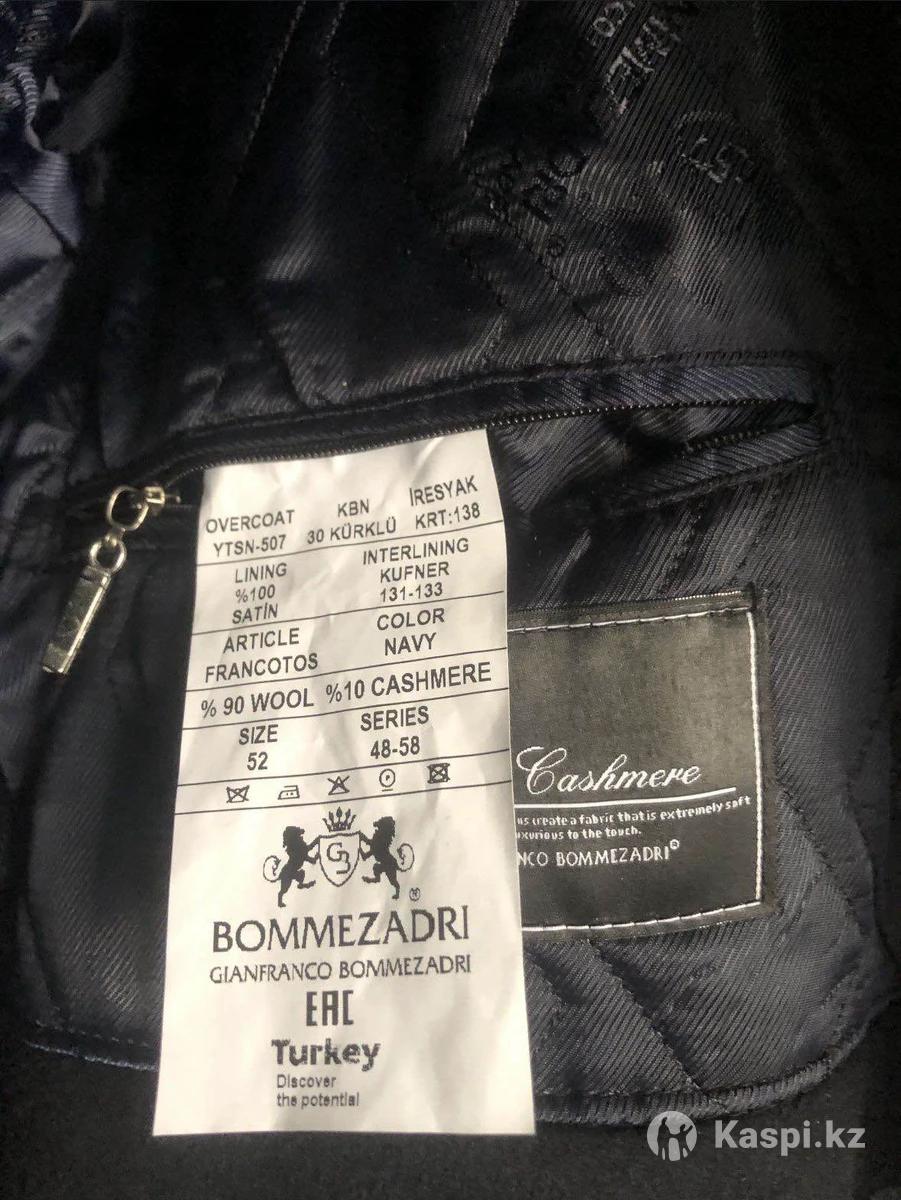 OVERCOAT KBN İRESYAK
YTSN-507 30 KÜRKLÜ KRT:138
LINING INTERLINING
%100 KUFNER
SATİN 131-133
ARTICLE COLOR
FRANCOTOS NAVY
% 90 WOOL %10 CASHMERE
SIZE SERIES
52 48-58
GB
BOMMEZADRI
GIANFRANCO BOMMEZADRI
EAC
Turkey
Discover
the potential
Cashmere
us create a fabric that is extremely soft
uxurious to the touch.
NCO BOMMEZADRI©
Kaspi.kz